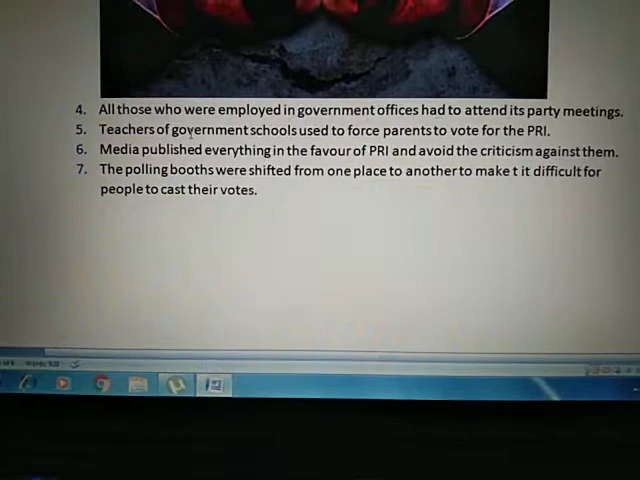 4. All those who were employed in government offices had to attend its party meetings.
5. Teachers of government schools used to force parents to vote for the PRI.
6. Media published everything in the favour of PRI and avoid the criticism against them.
7. The polling booths were shifted from one place to another to make t it difficult for
people to cast their votes.